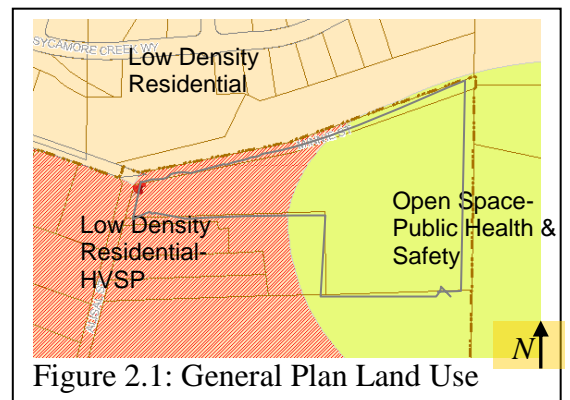 SYCAMORE CREEK WY
Low Density
Residential
Open Space-
Public Health &
Safety
Low Density
Residential-
HVSP
N
Figure 2.1: General Plan Land Use